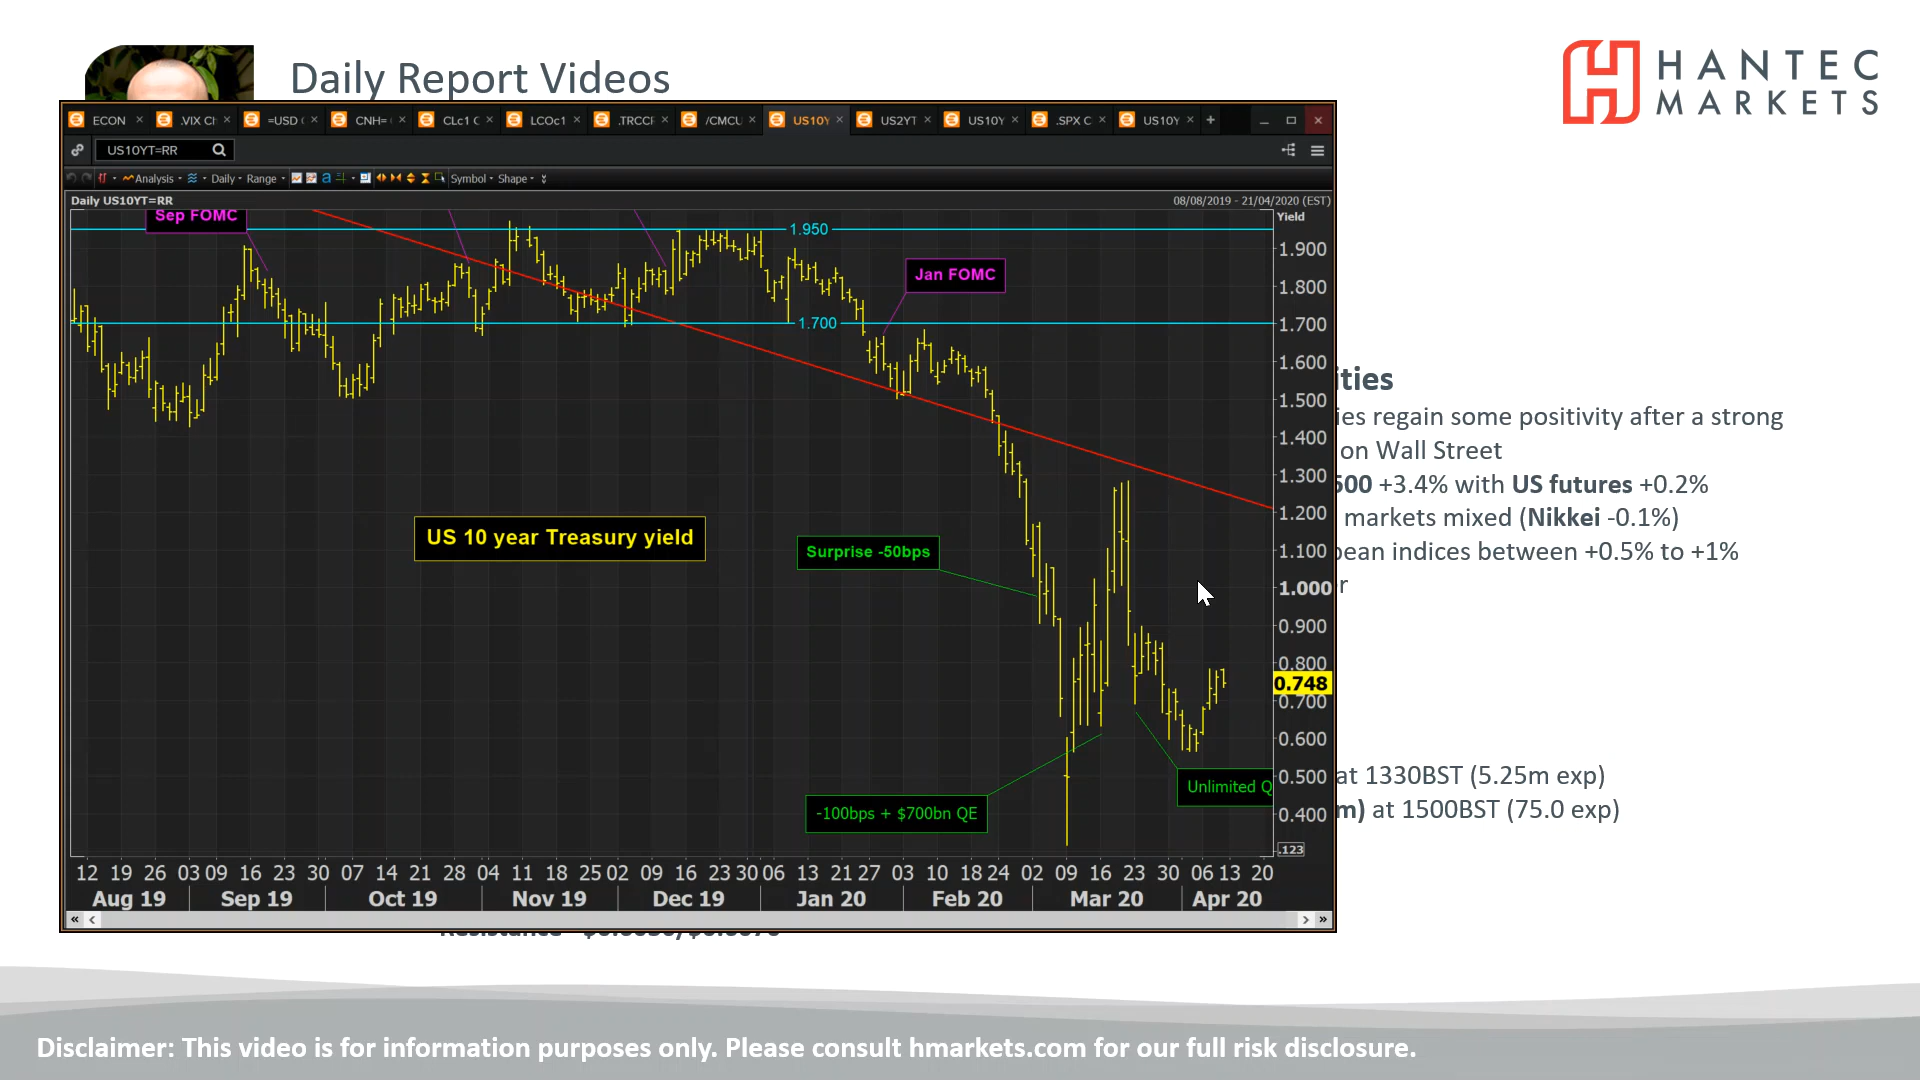 Daily Report Videos
HANTEC
MARKETS
ECON
.VIX
=USD
CNH=
CLc1
LCOc1
/CMCU
US10Y
US2YT
US10Y
.SPX
US10Y
US10YT=RR
Analysis
Daily
Range
Symbol
Shape
Daily US10YT=RR
08/08/2019 - 21/04/2020 (EST)
Yield
Sep FOMC
1.950
Jan FOMC
1.700
US 10 year Treasury yield
Surprise -50bps
-100bps + $700bn QE
Unlimited Q
1.900
1.800
1.700
1.600
1.500
1.400
1.300
1.200
1.100
1.000
0.900
0.800
0.748
0.700
0.600
0.500
0.400
.123
12 19 26 03 09 16 23 30 07 14 21 28 04 11 18 25 02 09 16 23 30 06 13 21 27 03 10 18 24 02 09 16 23 30 06 13 20
Aug 19 Sep 19 Oct 19 Nov 19 Dec 19 Jan 20 Feb 20 Mar 20 Apr 20
ities
ies regain some positivity after a strong
on Wall Street
500 +3.4% with US futures +0.2%
markets mixed (Nikkei -0.1%)
pean indices between +0.5% to +1%
r
at 1330BST (5.25m exp)
m) at 1500BST (75.0 exp)
Disclaimer: This video is for information purposes only. Please consult hmarkets.com for our full risk disclosure.